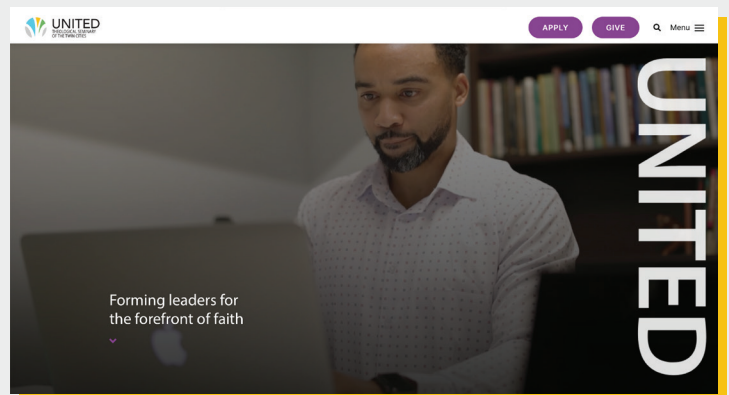 UNITED
THEOLOGICAL SEMINARY
OF THE TWIN CITIES
APPLY
GIVE
Menu
UNITED
Forming leaders for
the forefront of faith